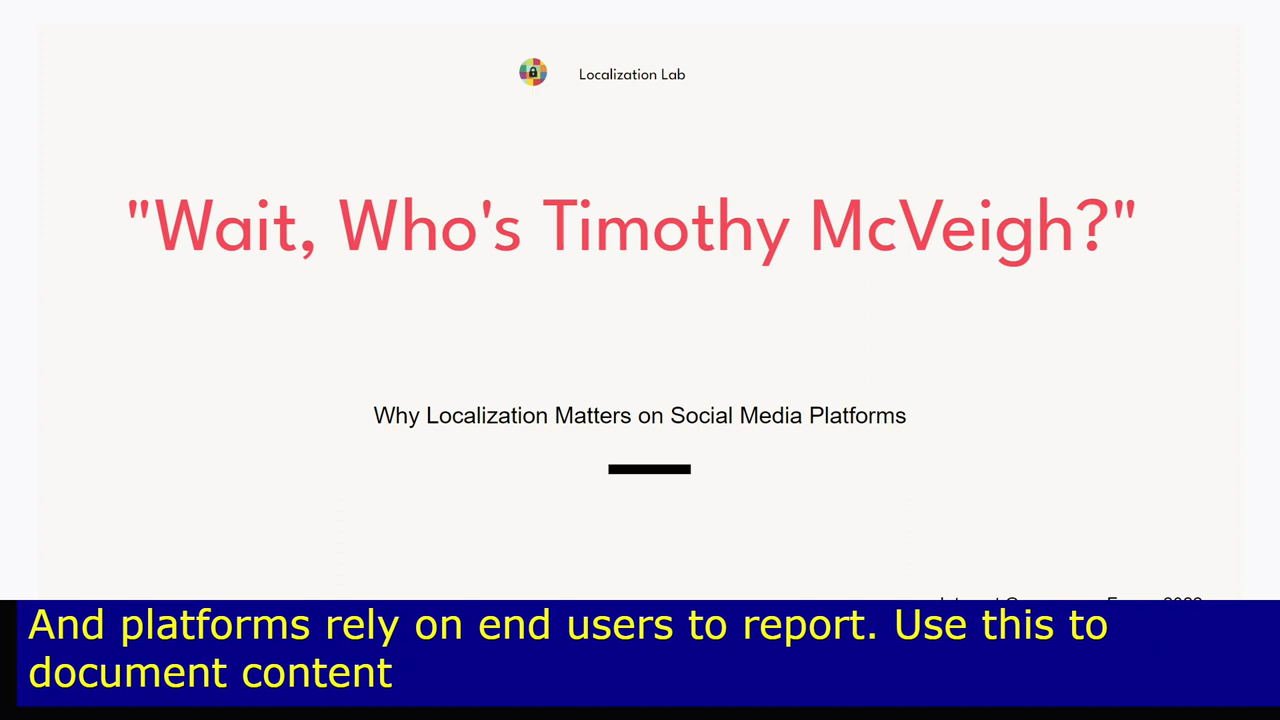 Localization Lab
"Wait, Who's Timothy McVeigh?"
Why Localization Matters on Social Media Platforms
And platforms rely on end users to report. Use this to
document content